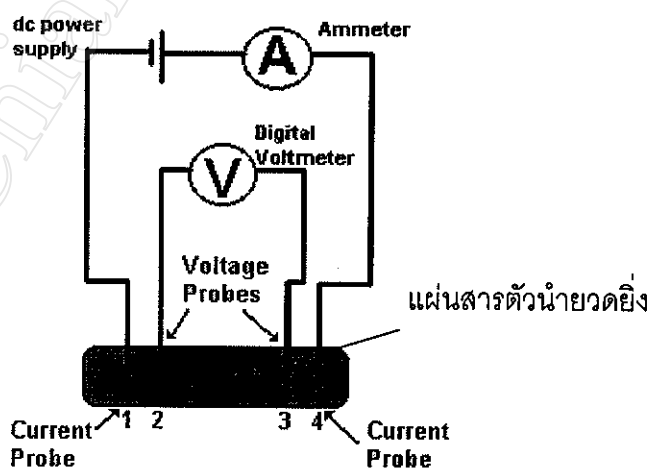 dc power
supply
Ammeter
A
Digital
Voltmeter
V
Voltage
Probes
แผ่นสารตัวนำยวดยิ่ง
1 2 3 4
Current
Probe
Current
Probe